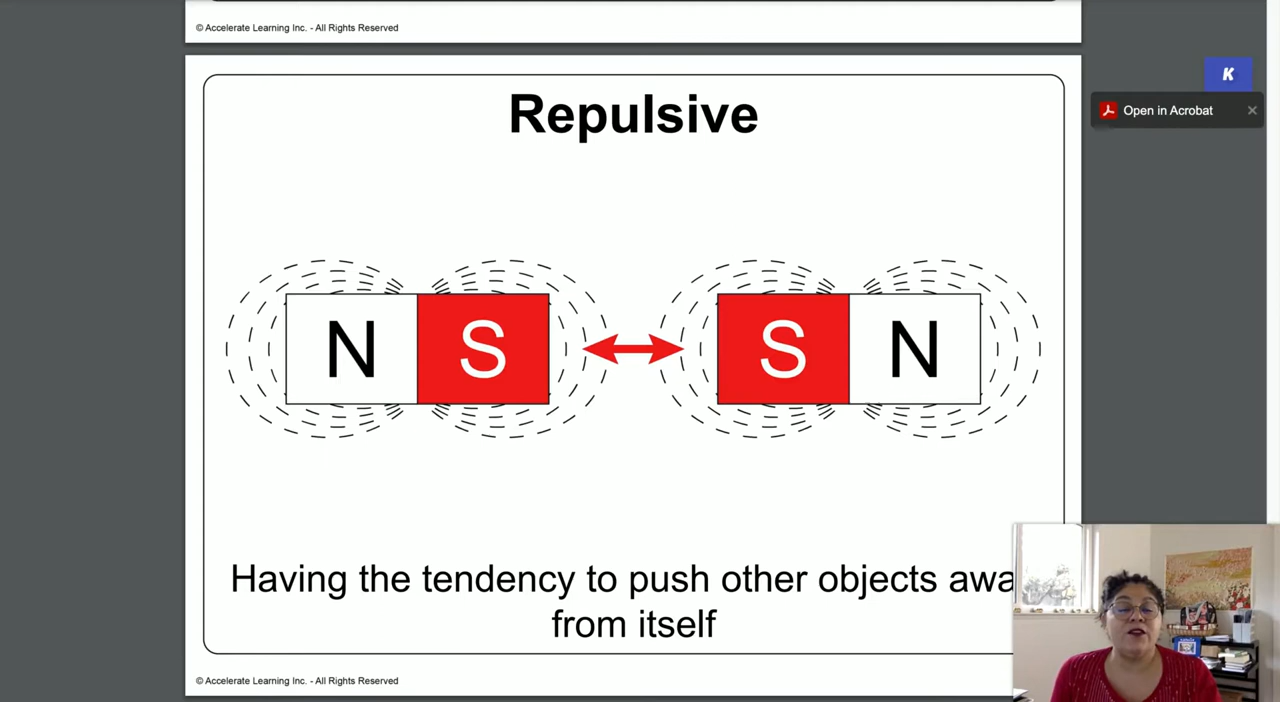 © Accelerate Learning Inc. - All Rights Reserved
K
Open in Acrobat
Repulsive
N S S N
Having the tendency to push other objects awa
from itself
© Accelerate Learning Inc. - All Rights Reserved